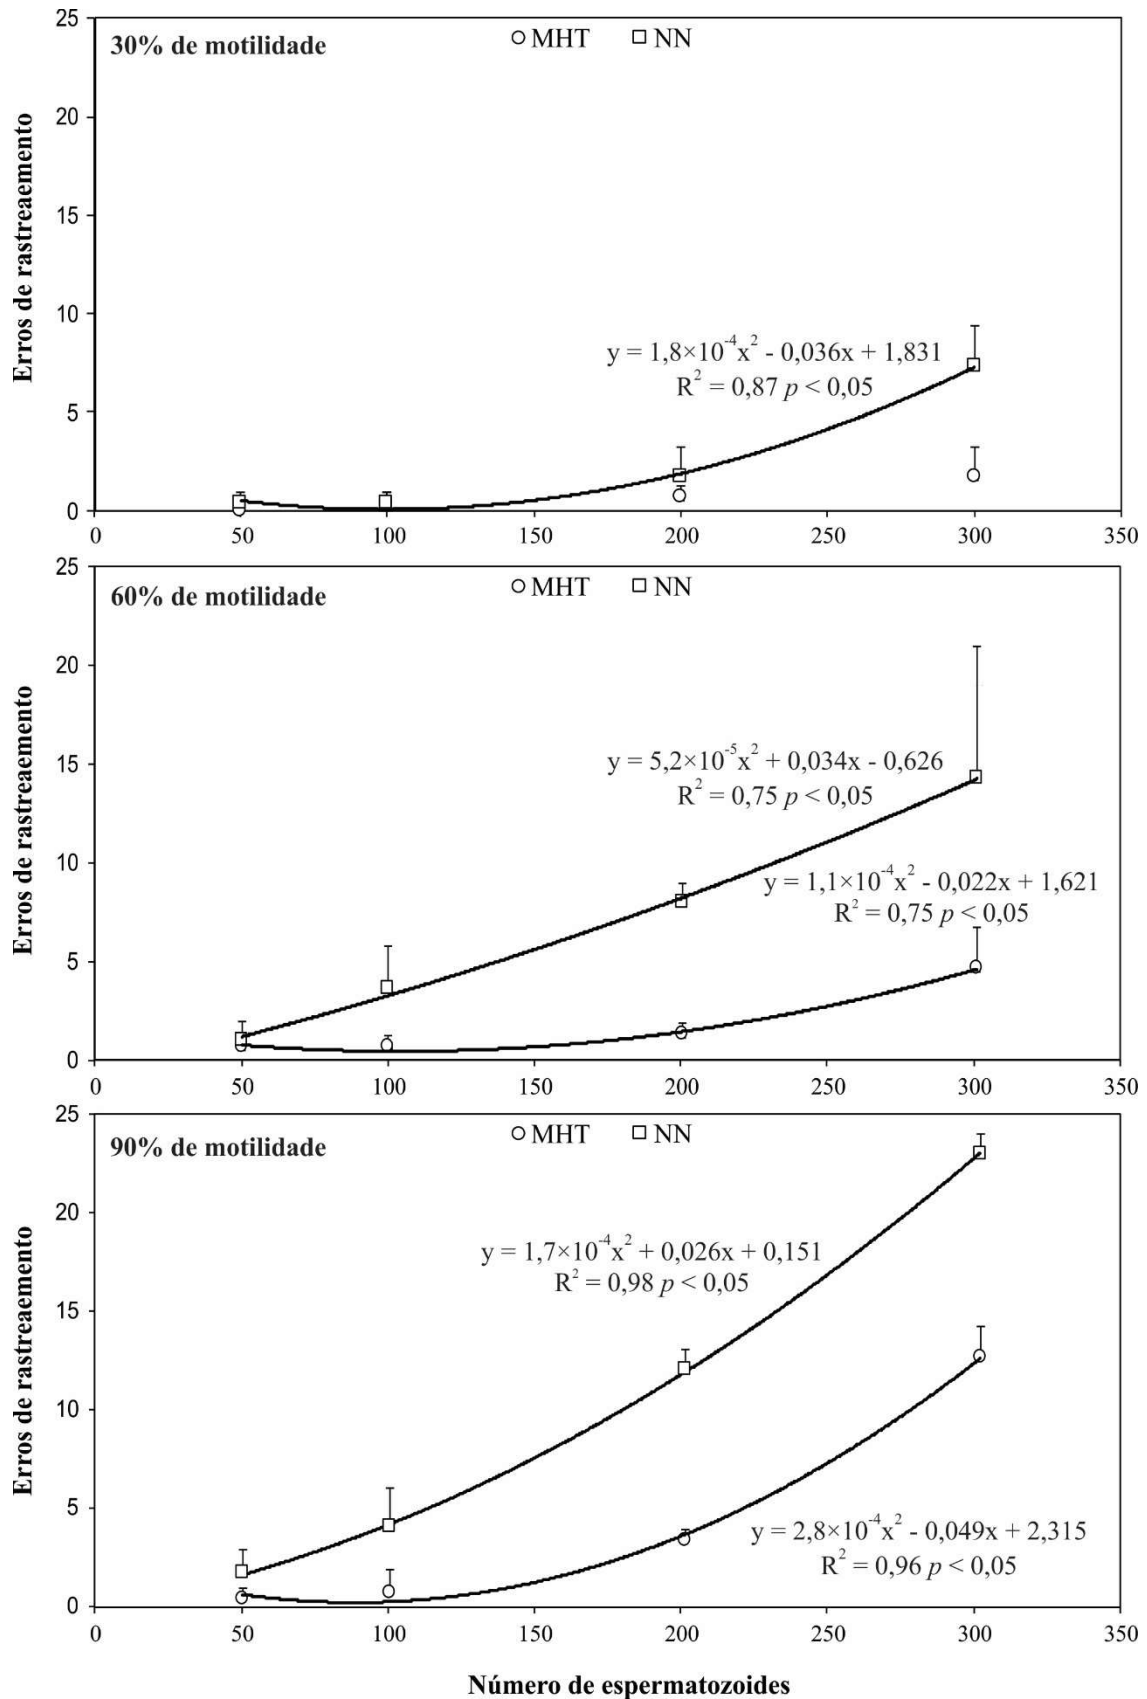 30% de motilidade
MHT NN
Erros de rastreaemento
25
20
15
10
5
0
y = 1,8×10⁻⁴x² - 0,036x + 1,831
R² = 0,87 p < 0,05
0 50 100 150 200 250 300 350
60% de motilidade
MHT NN
Erros de rastreaemento
25
20
15
10
5
0
y = 5,2×10⁻⁵x² + 0,034x - 0,626
R² = 0,75 p < 0,05
y = 1,1×10⁻⁴x² - 0,022x + 1,621
R² = 0,75 p < 0,05
0 50 100 150 200 250 300 350
90% de motilidade
MHT NN
Erros de rastreaemento
25
20
15
10
5
0
y = 1,7×10⁻⁴x² + 0,026x + 0,151
R² = 0,98 p < 0,05
y = 2,8×10⁻⁴x² - 0,049x + 2,315
R² = 0,96 p < 0,05
0 50 100 150 200 250 300 350
Número de espermatozoides